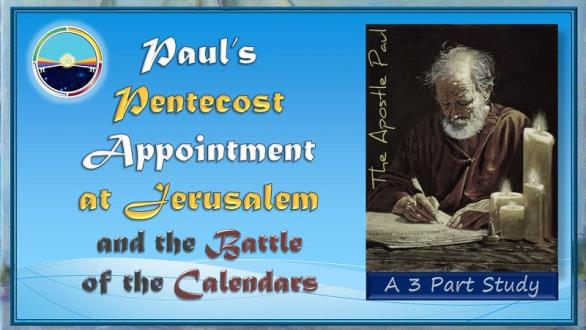 Paul's
Pentecost
Appointment
at Jerusalem
and the Battle
of the Calendars
The Apostle Paul
A 3 Part Study